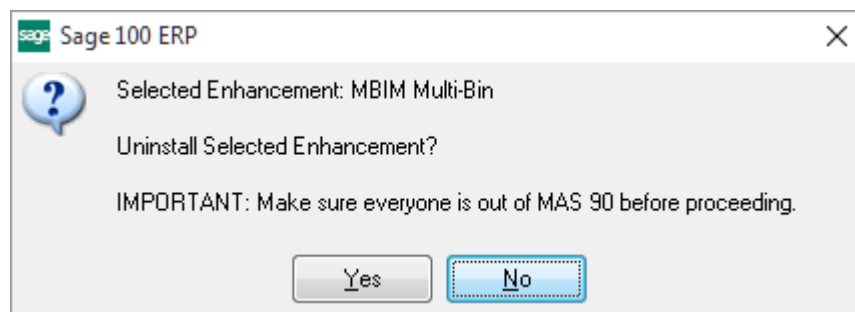 sage Sage 100 ERP
Selected Enhancement: MBIM Multi-Bin
Uninstall Selected Enhancement?
IMPORTANT: Make sure everyone is out of MAS 90 before proceeding.
Yes No